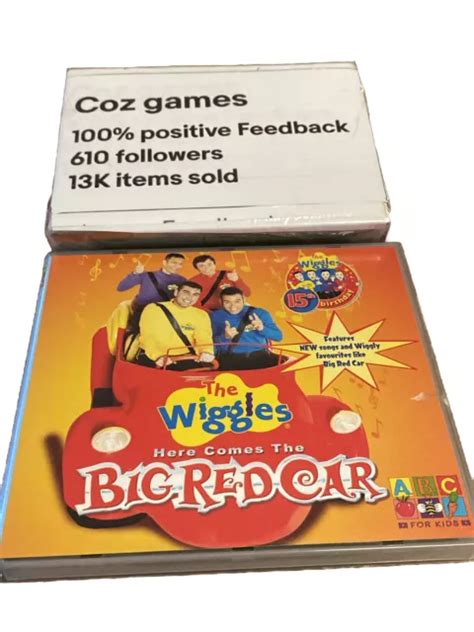 Coz games
100% positive Feedback
610 followers
13K items sold
The
Wiggles
15th
birthday
Features
NEW songs and Wiggly
favourites like
Big Red Car
The
Wiggles
Here Comes The
BIG RED CAR
ABC
FOR KIDS